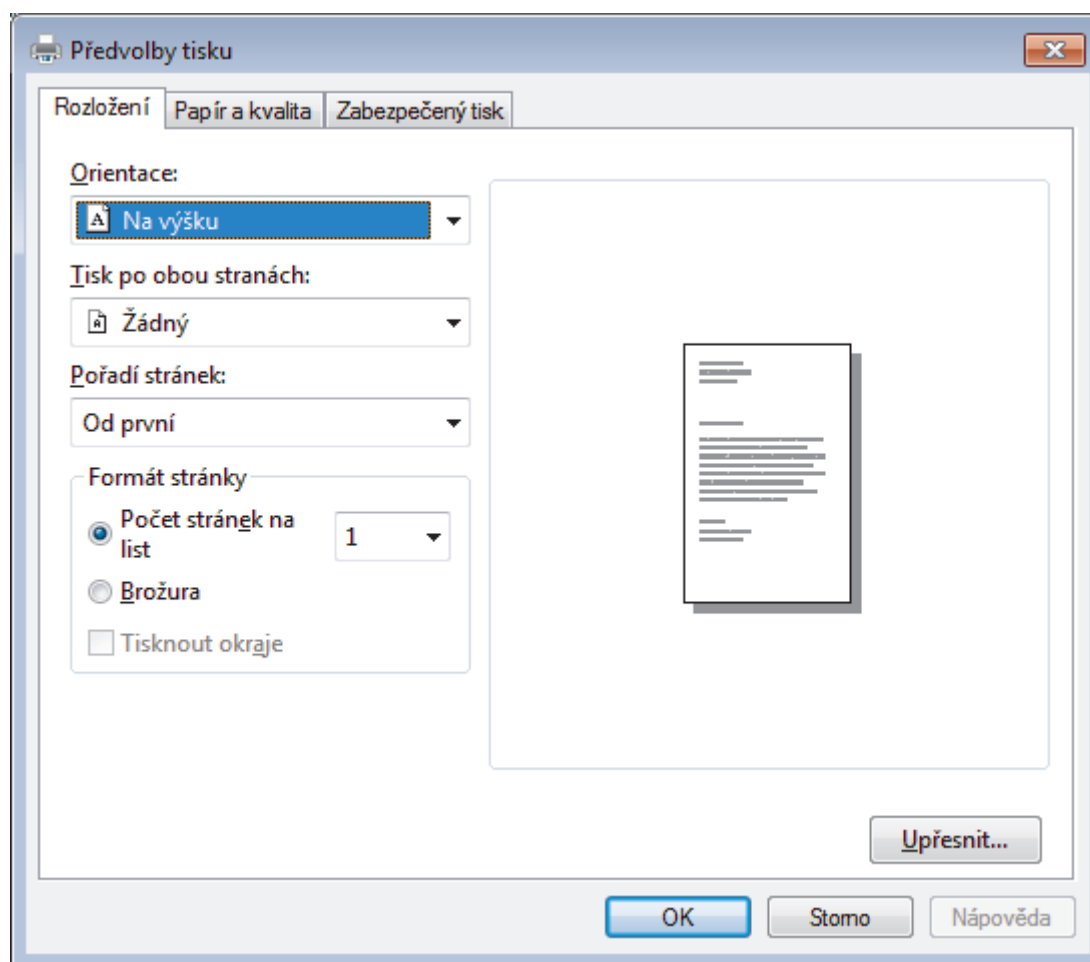 Předvolby tisku
Rozložení
Papír a kvalita
Zabezpečený tisk
Orientace:
A Na výšku
Tisk po obou stranách:
A Žádný
Pořadí stránek:
Od první
Formát stránky
Počet stránek na
list
1
Brožura
Tisknout okraje
Upřesnit...
OK
Storno
Nápověda